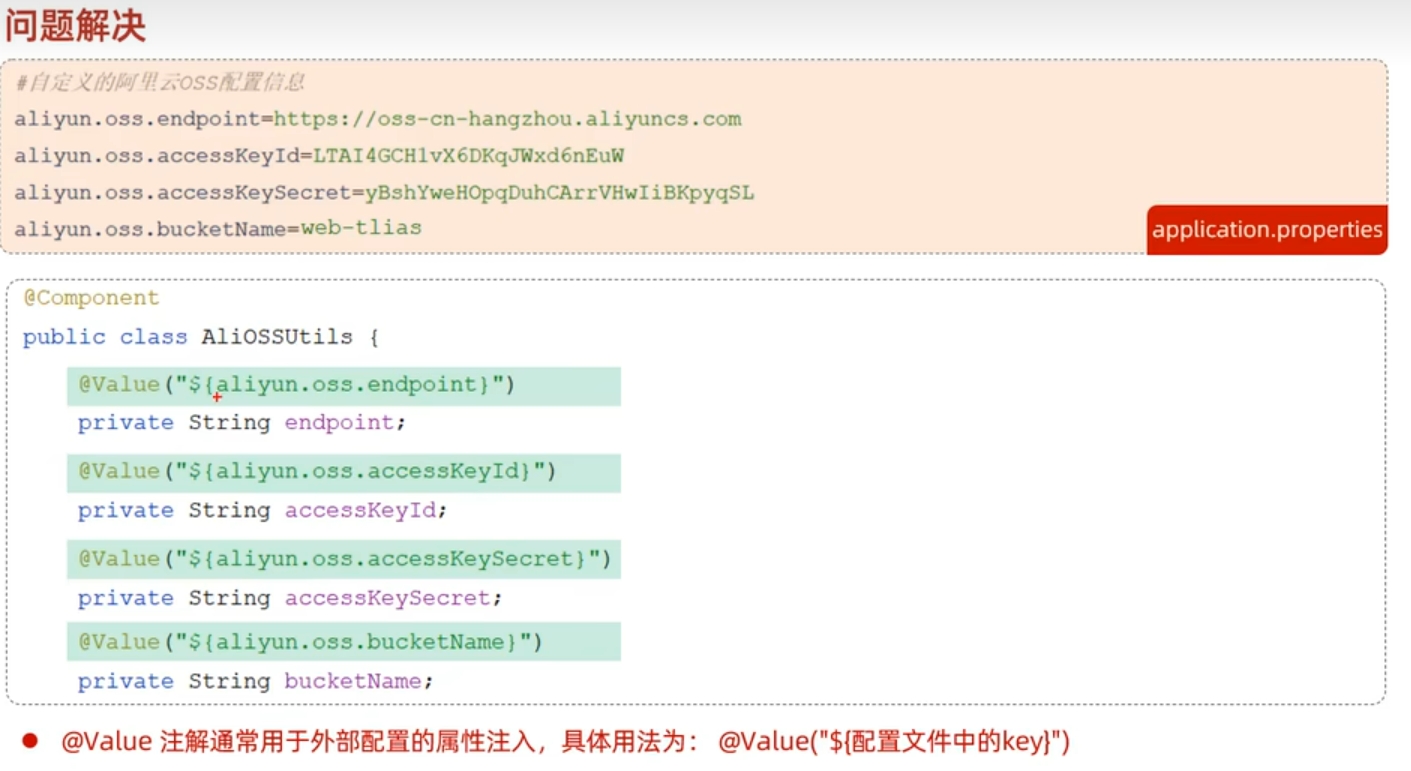 问题解决
#自定义的阿里云OSS配置信息
aliyun.oss.endpoint=https://oss-cn-hangzhou.aliyuncs.com
aliyun.oss.accessKeyId=LTAI4GCH1vX6DKqJWxd6nEuW
aliyun.oss.accessKeySecret=yBshYweHOpqDuhCArrVHwIiBKpyqSL
aliyun.oss.bucketName=web-tlias
application.properties
@Component
public class AliOSSUtils {
@Value("${aliyun.oss.endpoint}")
private String endpoint;
@Value("${aliyun.oss.accessKeyId}")
private String accessKeyId;
@Value("${aliyun.oss.accessKeySecret}")
private String accessKeySecret;
@Value("${aliyun.oss.bucketName}")
private String bucketName;
● @Value 注解通常用于外部配置的属性注入，具体用法为： @Value("${配置文件中的key}")